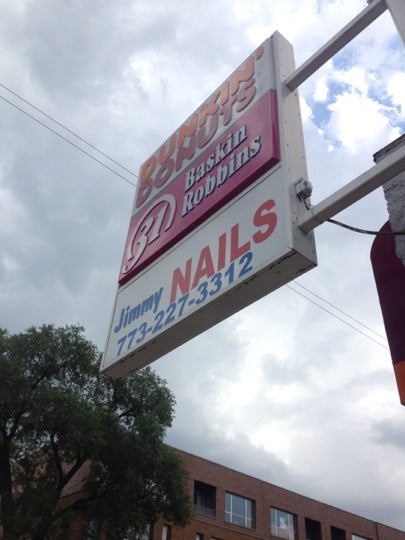 DUNKIN'
DONUTS
31 Baskin
Robbins
Jimmy NAILS
773-227-3312